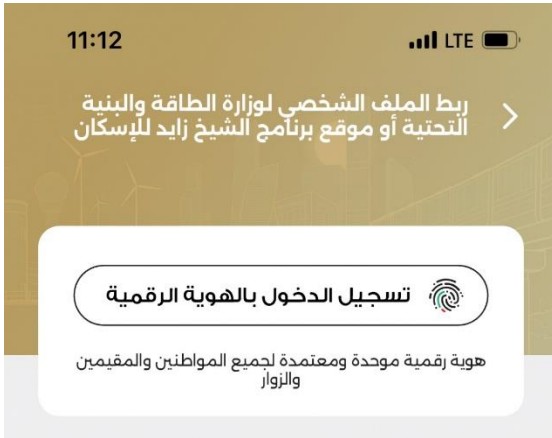 11:12
LTE
ربط الملف الشخصي لوزارة الطاقة والبنية
التحتية أو موقع برنامج الشيخ زايد للإسكان
تسجيل الدخول بالهوية الرقمية
هوية رقمية موحدة ومعتمدة لجميع المواطنين والمقيمين
والزوار